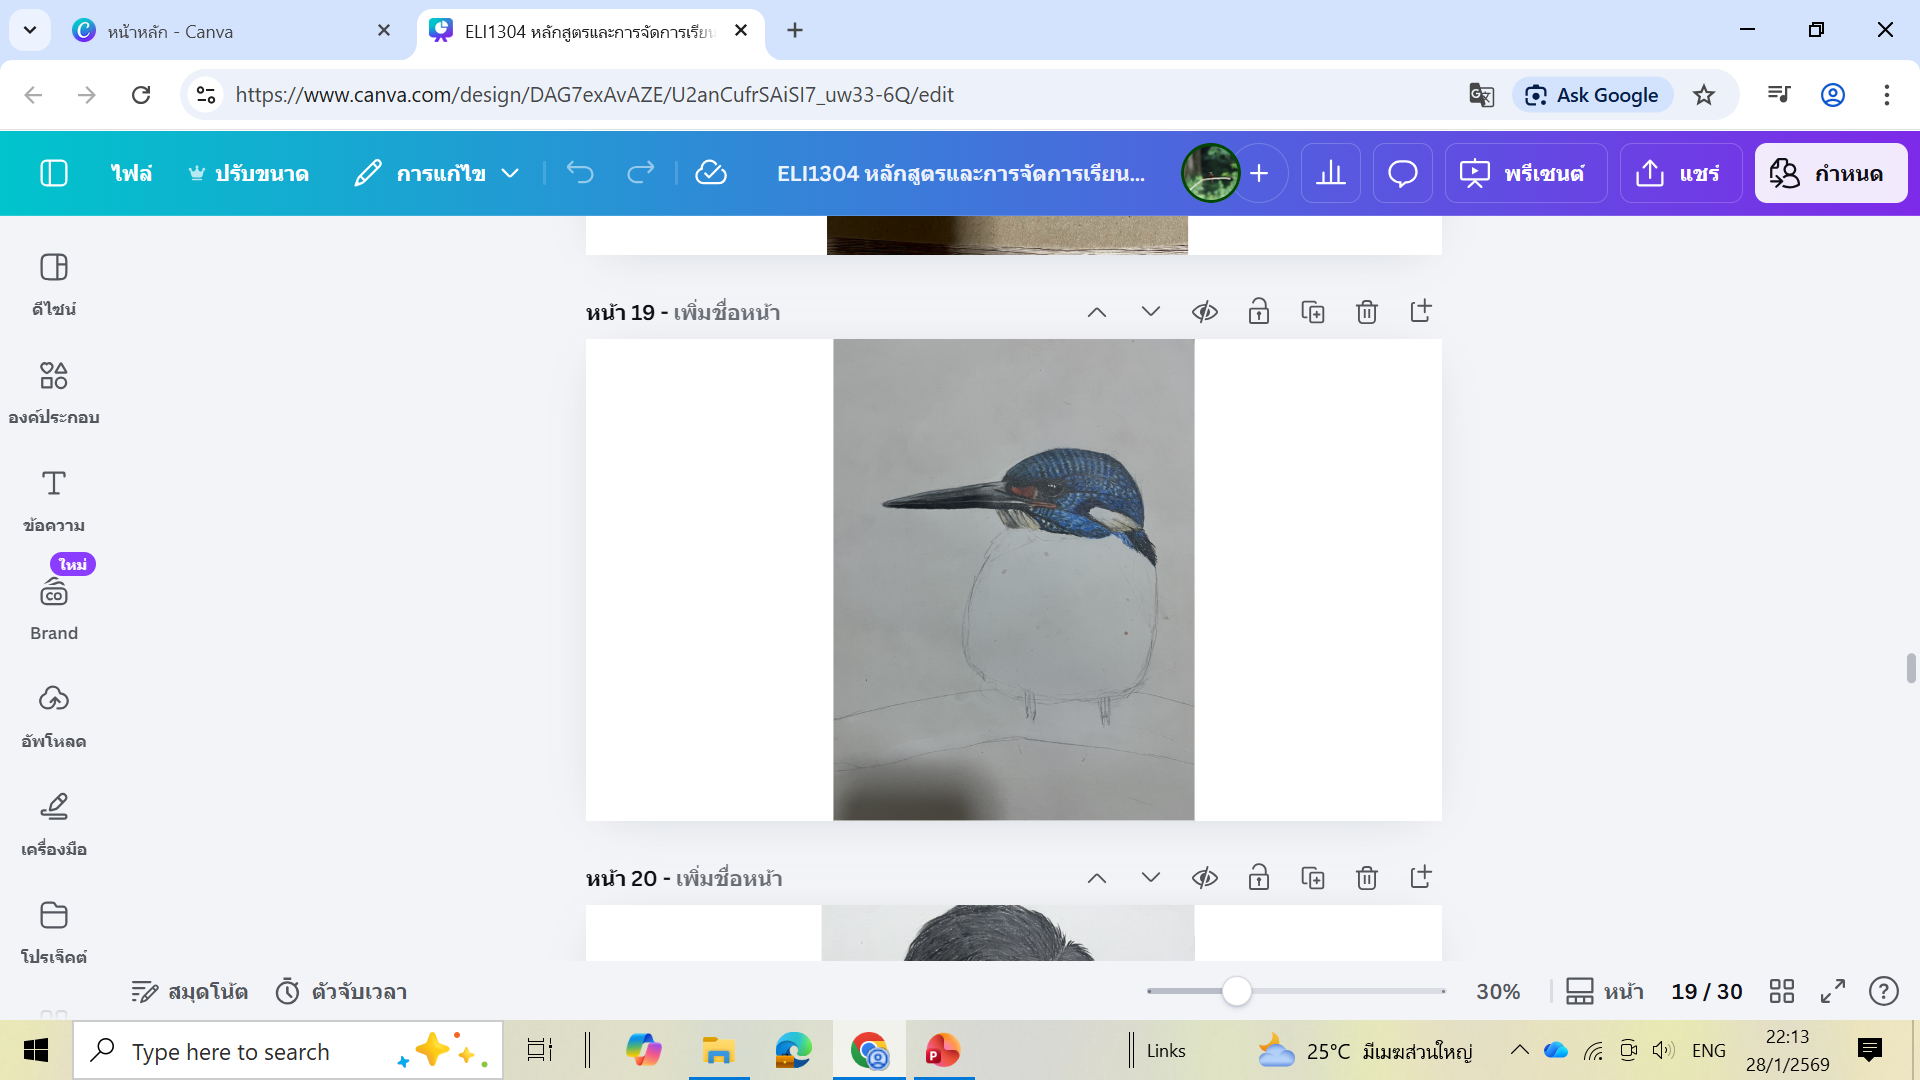 หน้าหลัก - Canva
ELI1304 หลักสูตรและการจัดการเรียน
https://www.canva.com/design/DAG7exAvAZE/U2anCufrSAiSI7_uw33-6Q/edit
Ask Google
ไฟล์
ปรับขนาด
การแก้ไข
ELI1304 หลักสูตรและการจัดการเรียน...
พรีเซนต์
แชร์
กำหนด
ดีไซน์
องค์ประกอบ
ข้อความ
ใหม่
Brand
อัพโหลด
เครื่องมือ
โปรเจ็คต์
หน้า 19 - เพิ่มชื่อหน้า
หน้า 20 - เพิ่มชื่อหน้า
สมุดโน้ต
ตัวจับเวลา
30%
หน้า
19 / 30
Type here to search
Links
25°C มีเมฆส่วนใหญ่
ENG
22:13
28/1/2569